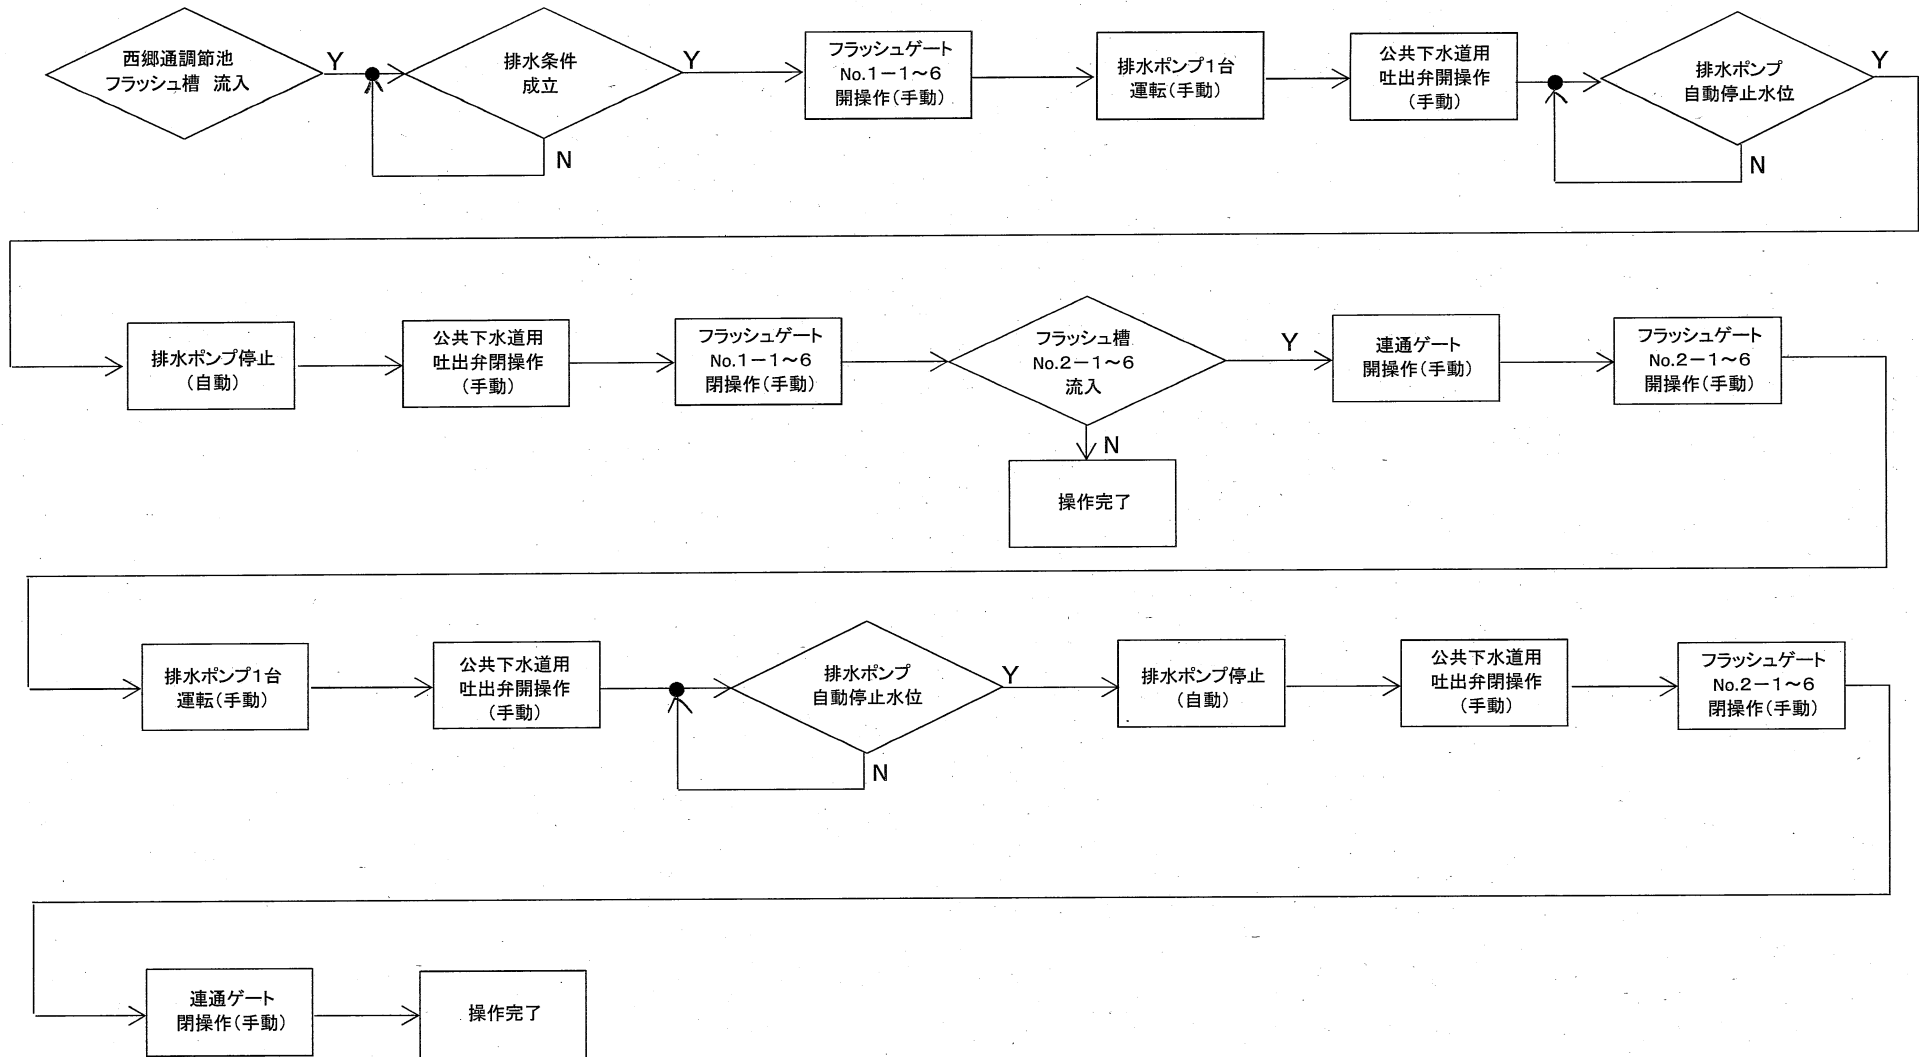 西郷通調節池
フラッシュ槽 流入
Y
排水条件
成立
N
Y
フラッシュゲート
No.1－1～6
開操作(手動)
排水ポンプ1台
運転(手動)
公共下水道用
吐出弁開操作
(手動)
排水ポンプ
自動停止水位
N
Y
排水ポンプ停止
(自動)
公共下水道用
吐出弁閉操作
(手動)
フラッシュゲート
No.1－1～6
閉操作(手動)
フラッシュ槽
No.2－1～6
流入
N
操作完了
Y
連通ゲート
開操作(手動)
フラッシュゲート
No.2－1～6
開操作(手動)
排水ポンプ1台
運転(手動)
公共下水道用
吐出弁開操作
(手動)
排水ポンプ
自動停止水位
N
Y
排水ポンプ停止
(自動)
公共下水道用
吐出弁閉操作
(手動)
フラッシュゲート
No.2－1～6
閉操作(手動)
連通ゲート
閉操作(手動)
操作完了